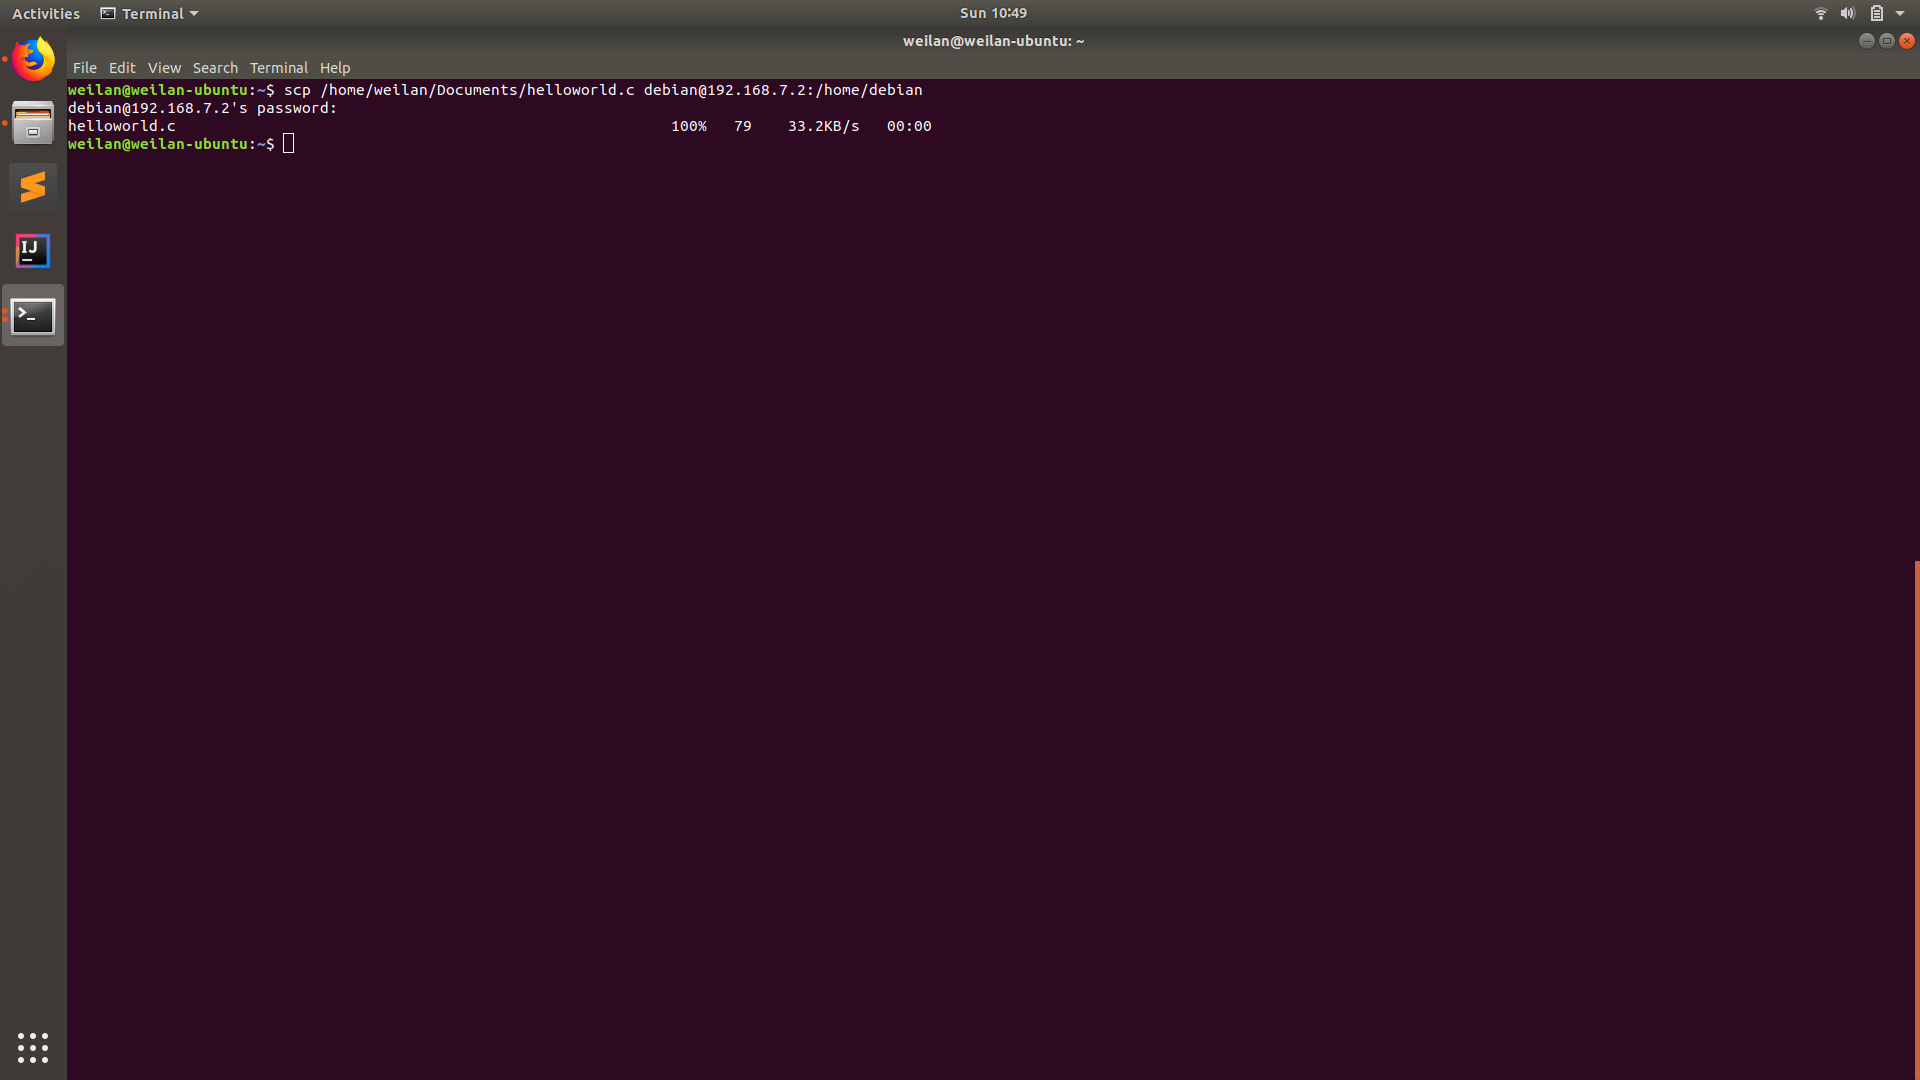 Activities Terminal Sun 10:49
weilan@weilan-ubuntu: ~
File Edit View Search Terminal Help
weilan@weilan-ubuntu:~$ scp /home/weilan/Documents/helloworld.c debian@192.168.7.2:/home/debian
debian@192.168.7.2's password:
helloworld.c 100% 79 33.2KB/s 00:00
weilan@weilan-ubuntu:~$
IJ